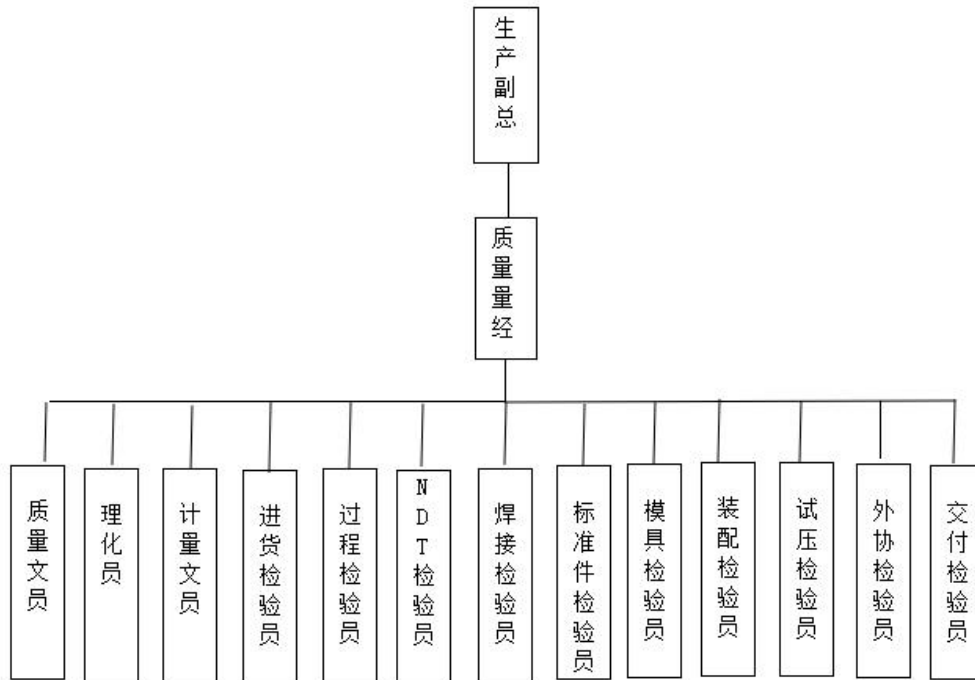 生产副总
质量量经
质量文员
理化员
计量文员
进货检验员
过程检验员
NDT检验员
焊接检验员
标准件检验员
模具检验员
装配检验员
试压检验员
外协检验员
交付检验员